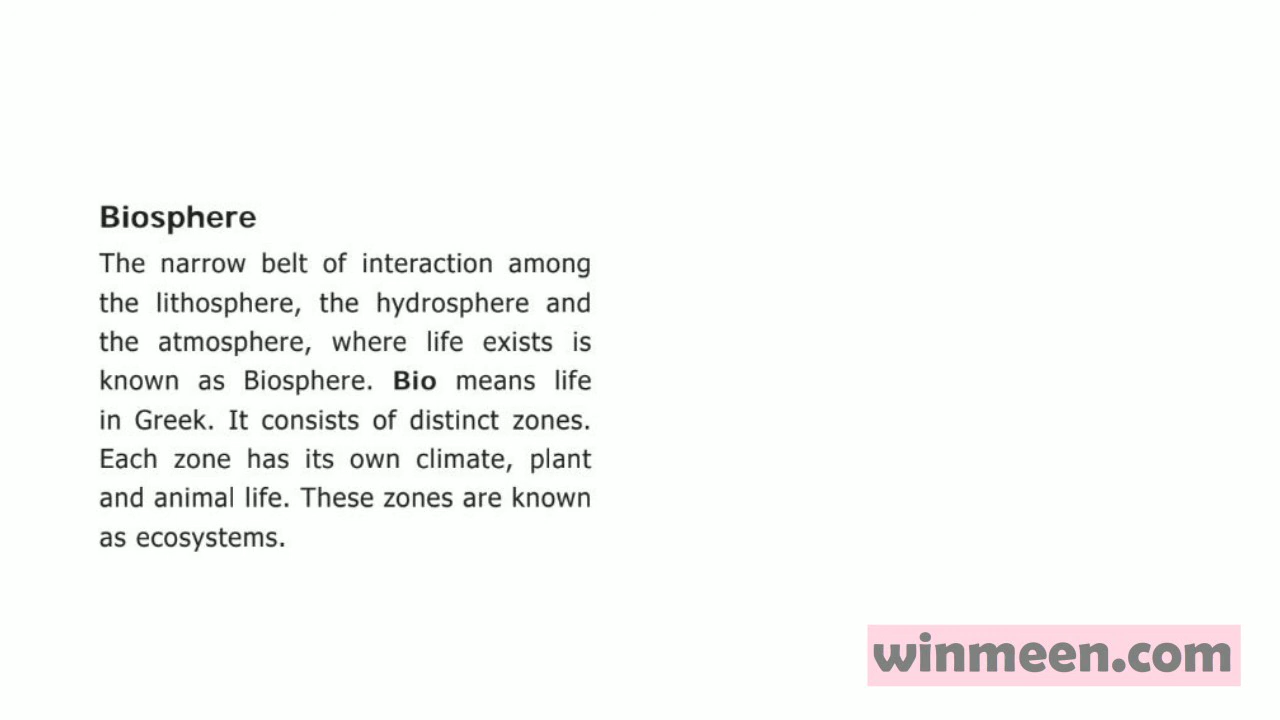 Biosphere
The narrow belt of interaction among
the lithosphere, the hydrosphere and
the atmosphere, where life exists is
known as Biosphere. Bio means life
in Greek. It consists of distinct zones.
Each zone has its own climate, plant
and animal life. These zones are known
as ecosystems.
winmeen.com